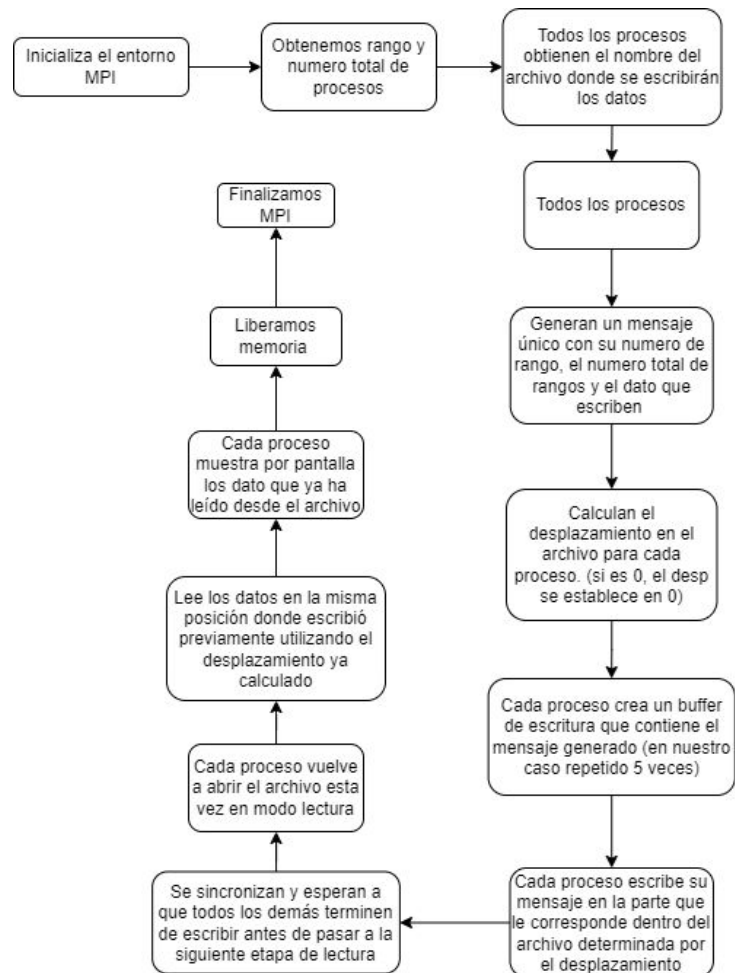 Inicializa el entorno
MPI
Obtenemos rango y
numero total de
procesos
Todos los procesos
obtienen el nombre del
archivo donde se escribirán
los datos
Todos los procesos
Generan un mensaje
único con su numero de
rango, el numero total de
rangos y el dato que
escriben
Calculan el
desplazamiento en el
archivo para cada
proceso. (si es 0, el desp
se establece en 0)
Cada proceso crea un buffer
de escritura que contiene el
mensaje generado (en nuestro
caso repetido 5 veces)
Cada proceso escribe su
mensaje en la parte que
le corresponde dentro del
archivo determinada por
el desplazamiento
Se sincronizan y esperan a
que todos los demás terminen
de escribir antes de pasar a la
siguiente etapa de lectura
Cada proceso vuelve
a abrir el archivo esta
vez en modo lectura
Lee los datos en la misma
posición donde escribió
previamente utilizando el
desplazamiento ya
calculado
Cada proceso
muestra por pantalla
los dato que ya ha
leído desde el archivo
Liberamos
memoria
Finalizamos
MPI